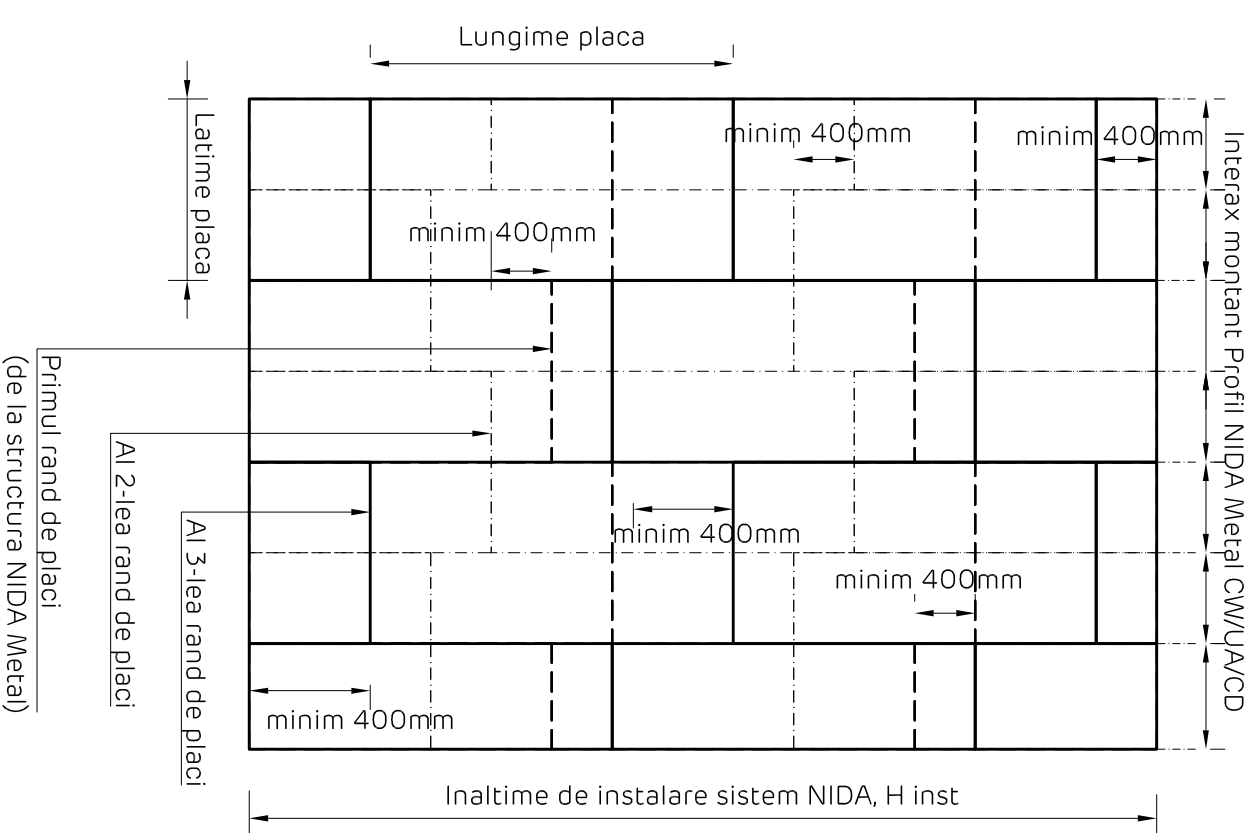 Lungime placa
Latime placa
minim 400mm
minim 400mm
minim 400mm
Interax montant Profil NIDA Metal CW/UA/CD
minim 400mm
minim 400mm
minim 400mm
Primul rand de placi
(de la structura NIDA Metal)
Al 2-lea rand de placi
Al 3-lea rand de placi
Inaltime de instalare sistem NIDA, H inst